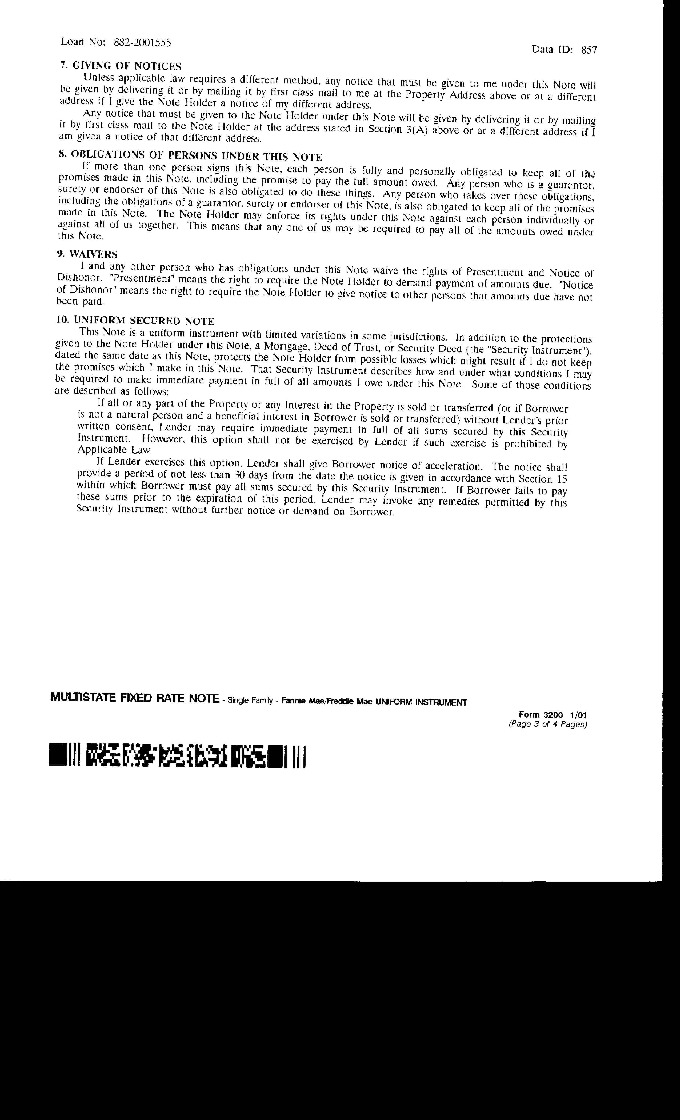 Loan No: 882-2001555
Data ID: 857
7. GIVING OF NOTICES
Unless applicable law requires a different method, any notice that must be given to me under this Note will
be given by delivering it or by mailing it by first class mail to me at the Property Address above or at a different
address if I give the Note Holder a notice of my different address.
Any notice that must be given to the Note Holder under this Note will be given by delivering it or by mailing
it by first class mail to the Note Holder at the address stated in Section 3(A) above or at a different address if I
am given a notice of that different address.
8. OBLIGATIONS OF PERSONS UNDER THIS NOTE
If more than one person signs this Note, each person is fully and personally obligated to keep all of the
promises made in this Note, including the promise to pay the full amount owed. Any person who is a guarantor,
surety or endorser of this Note is also obligated to do these things. Any person who takes over these obligations,
including the obligations of a guarantor, surety or endorser of this Note, is also obligated to keep all of the promises
made in this Note. The Note Holder may enforce its rights under this Note against each person individually or
against all of us together. This means that any one of us may be required to pay all of the amounts owed under
this Note.
9. WAIVERS
I and any other person who has obligations under this Note waive the rights of Presentment and Notice of
Dishonor. "Presentment" means the right to require the Note Holder to demand payment of amounts due. "Notice
of Dishonor" means the right to require the Note Holder to give notice to other persons that amounts due have not
been paid.
10. UNIFORM SECURED NOTE
This Note is a uniform instrument with limited variations in some jurisdictions. In addition to the protections
given to the Note Holder under this Note, a Mortgage, Deed of Trust, or Security Deed (the "Security Instrument"),
dated the same date as this Note, protects the Note Holder from possible losses which might result if I do not keep
the promises which I make in this Note. That Security Instrument describes how and under what conditions I may
be required to make immediate payment in full of all amounts I owe under this Note. Some of those conditions
are described as follows:
If all or any part of the Property or any Interest in the Property is sold or transferred (or if Borrower
is not a natural person and a beneficial interest in Borrower is sold or transferred) without Lender's prior
written consent, Lender may require immediate payment in full of all sums secured by this Security
Instrument. However, this option shall not be exercised by Lender if such exercise is prohibited by
Applicable Law.
If Lender exercises this option, Lender shall give Borrower notice of acceleration. The notice shall
provide a period of not less than 30 days from the date the notice is given in accordance with Section 15
within which Borrower must pay all sums secured by this Security Instrument. If Borrower fails to pay
these sums prior to the expiration of this period, Lender may invoke any remedies permitted by this
Security Instrument without further notice or demand on Borrower.
MULTISTATE FIXED RATE NOTE - Single Family - Fannie Mae/Freddie Mac UNIFORM INSTRUMENT
Form 3200 1/01
(Page 3 of 4 Pages)